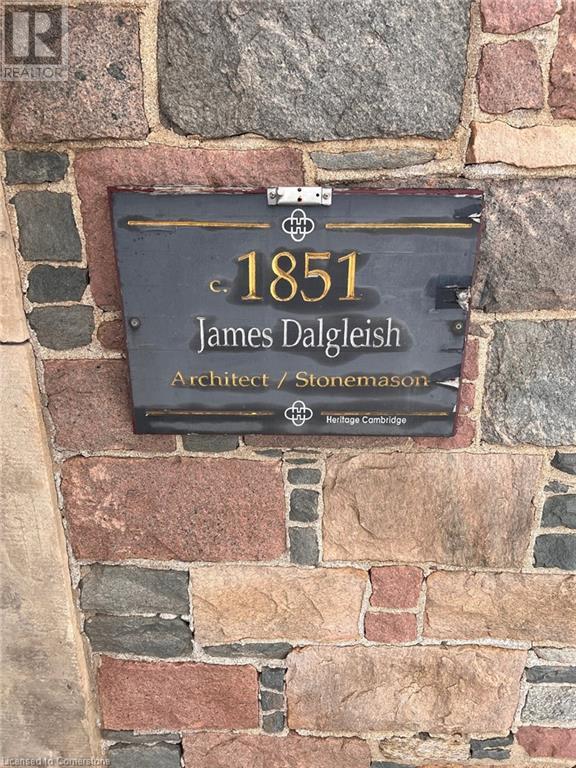 REALTOR
c. 1851
James Dalgleish
Architect / Stonemason
Heritage Cambridge
Licensed to Cornerstone